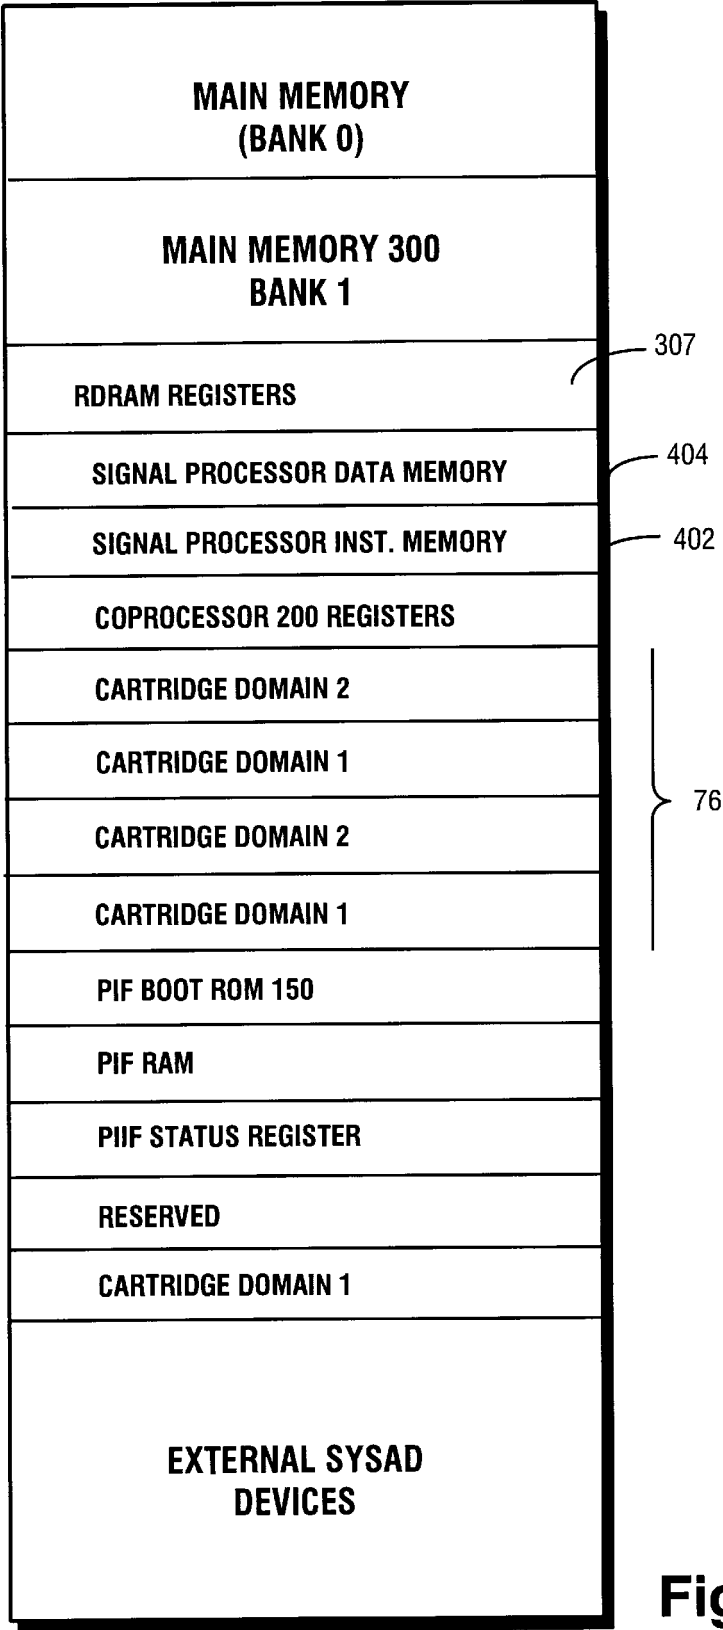 MAIN MEMORY
(BANK 0)
MAIN MEMORY 300
BANK 1
307
RDRAM REGISTERS
404
SIGNAL PROCESSOR DATA MEMORY
402
SIGNAL PROCESSOR INST. MEMORY
COPROCESSOR 200 REGISTERS
CARTRIDGE DOMAIN 2
CARTRIDGE DOMAIN 1
76
CARTRIDGE DOMAIN 2
CARTRIDGE DOMAIN 1
PIF BOOT ROM 150
PIF RAM
PIIF STATUS REGISTER
RESERVED
CARTRIDGE DOMAIN 1
EXTERNAL SYSAD
DEVICES